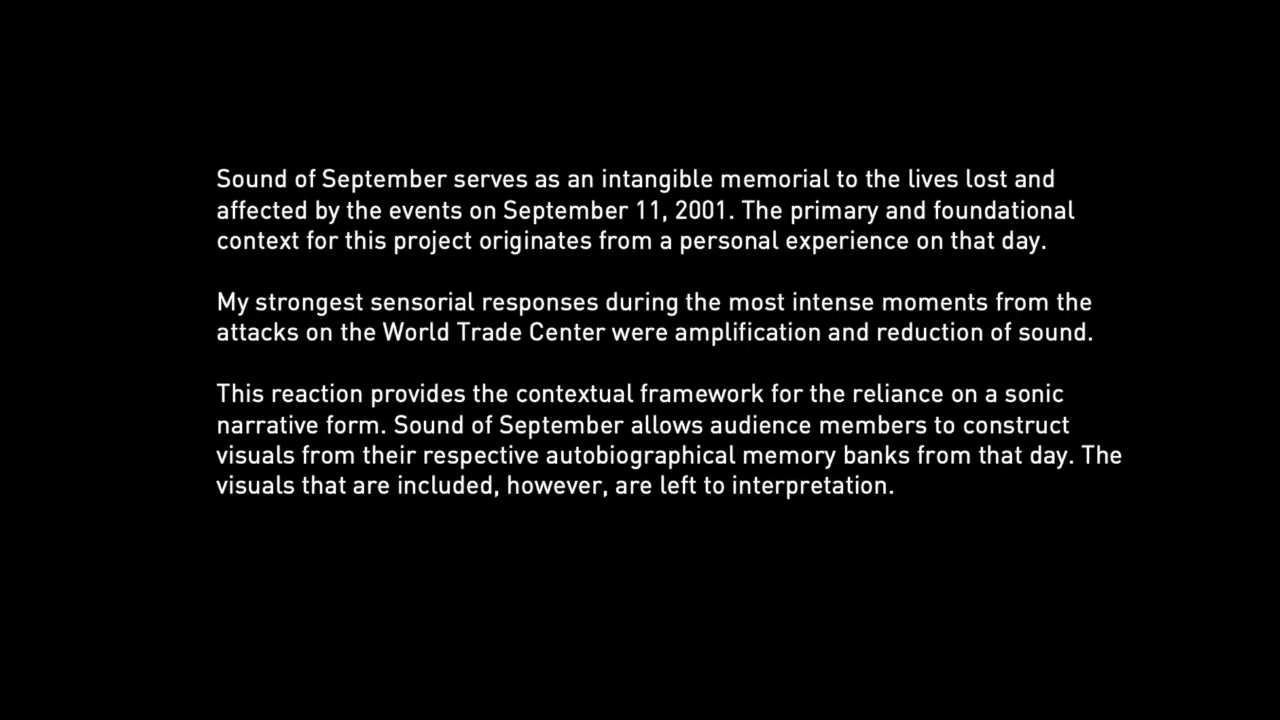 Sound of September serves as an intangible memorial to the lives lost and
affected by the events on September 11, 2001. The primary and foundational
context for this project originates from a personal experience on that day.
My strongest sensorial responses during the most intense moments from the
attacks on the World Trade Center were amplification and reduction of sound.
This reaction provides the contextual framework for the reliance on a sonic
narrative form. Sound of September allows audience members to construct
visuals from their respective autobiographical memory banks from that day. The
visuals that are included, however, are left to interpretation.